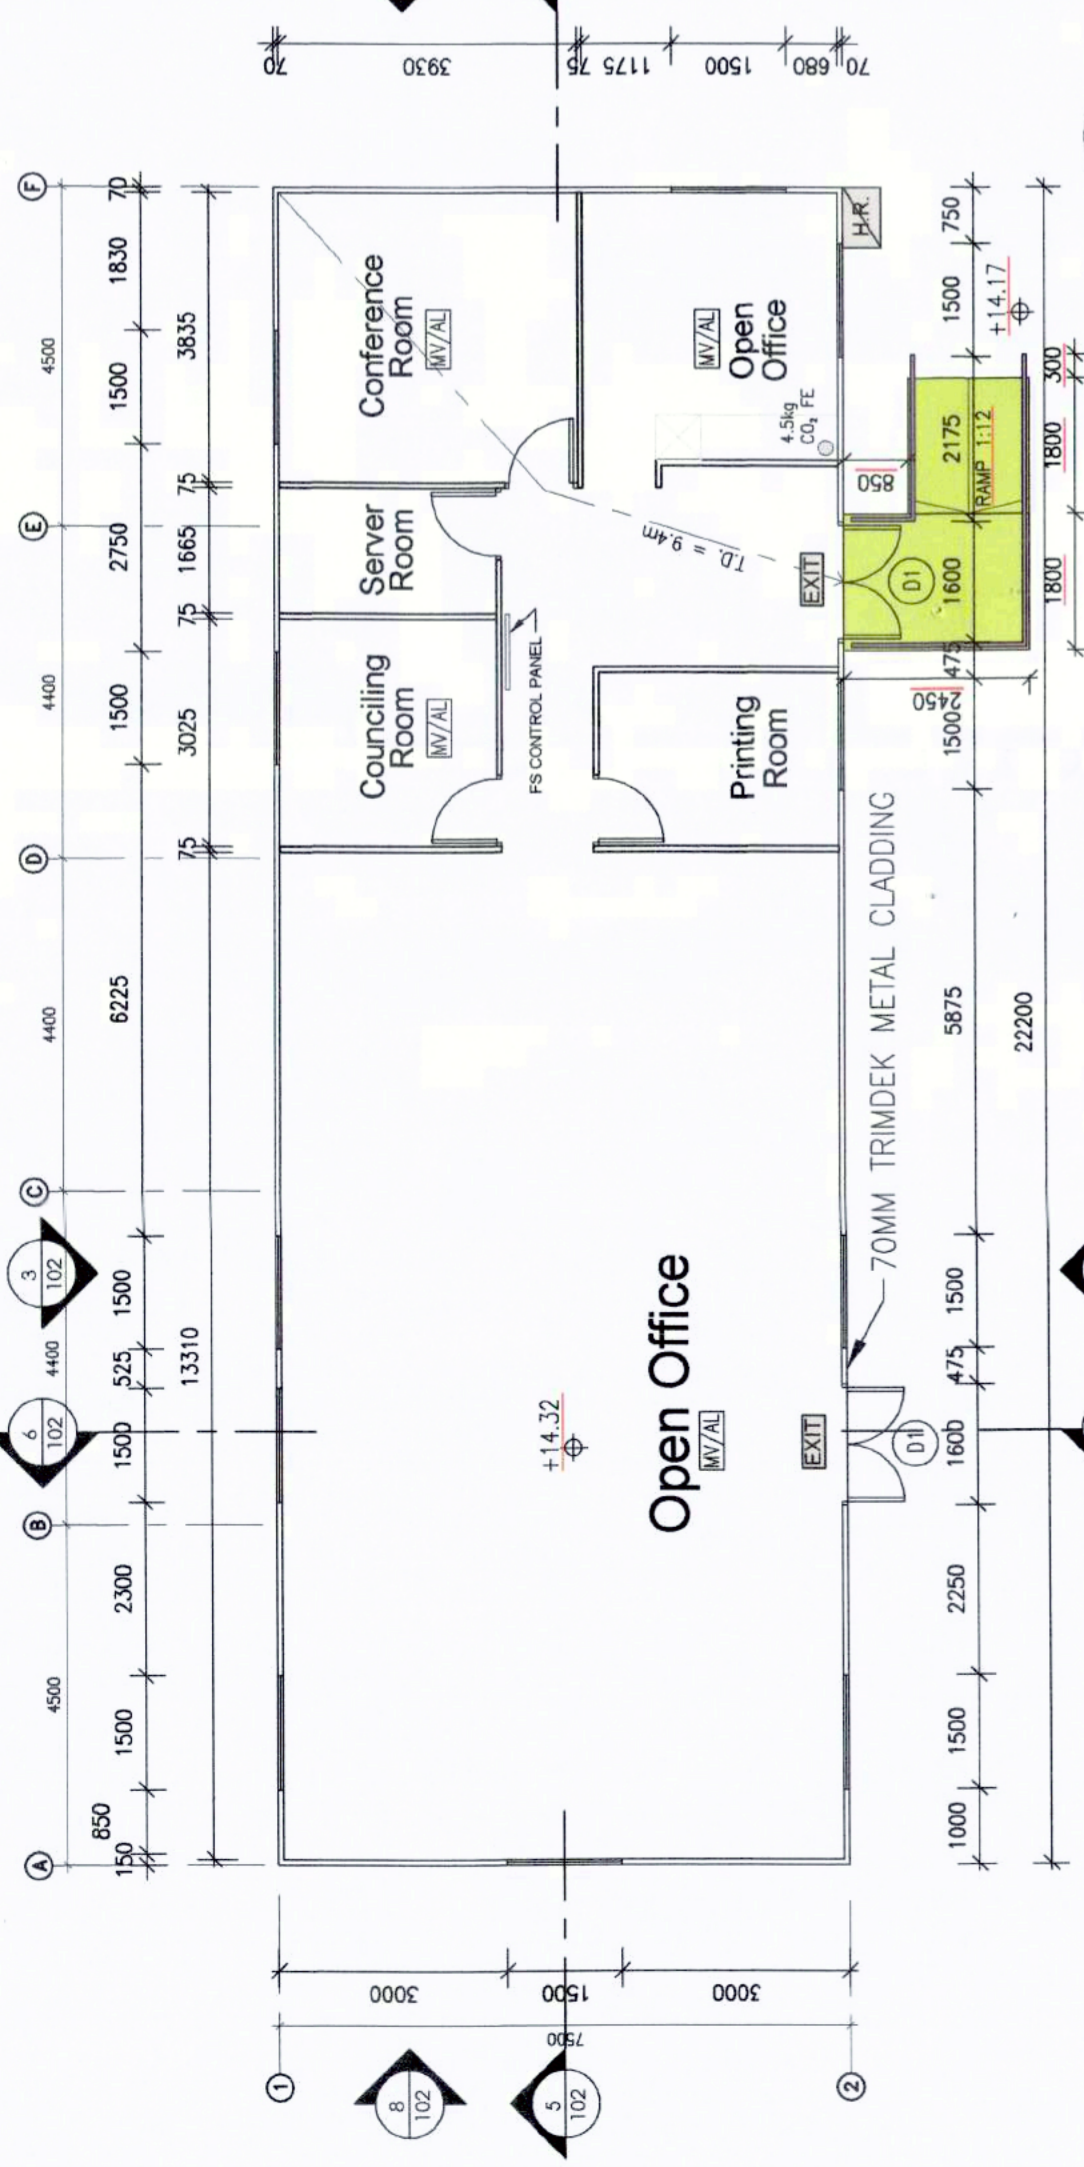 A
B
C
D
E
F
4500
4400
4400
4400
4500
150
850
1500
2300
1500
525
1500
6225
1500
2750
1500
1830
70
13310
75
3025
75
1665
75
3835
3
102
6
102
8
102
5
102
1
2
7500
3000
1500
3000
70
3930
75
1175
1500
680
70
Conference
Room
MV/AL
Server
Room
Counciling
Room
MV/AL
FS CONTROL PANEL
Printing
Room
Open
Office
MV/AL
4.5kg
CO₂ FE
T.D. = 9.4m
EXIT
+14.32
Open Office
MV/AL
EXIT
D1
D1
H.R.
70MM TRIMDEK METAL CLADDING
850
2450
RAMP 1:12
+14.17
1000
1500
2250
1600
475
1500
5875
1500
475
1600
2175
1500
750
22200
1800
1800
300